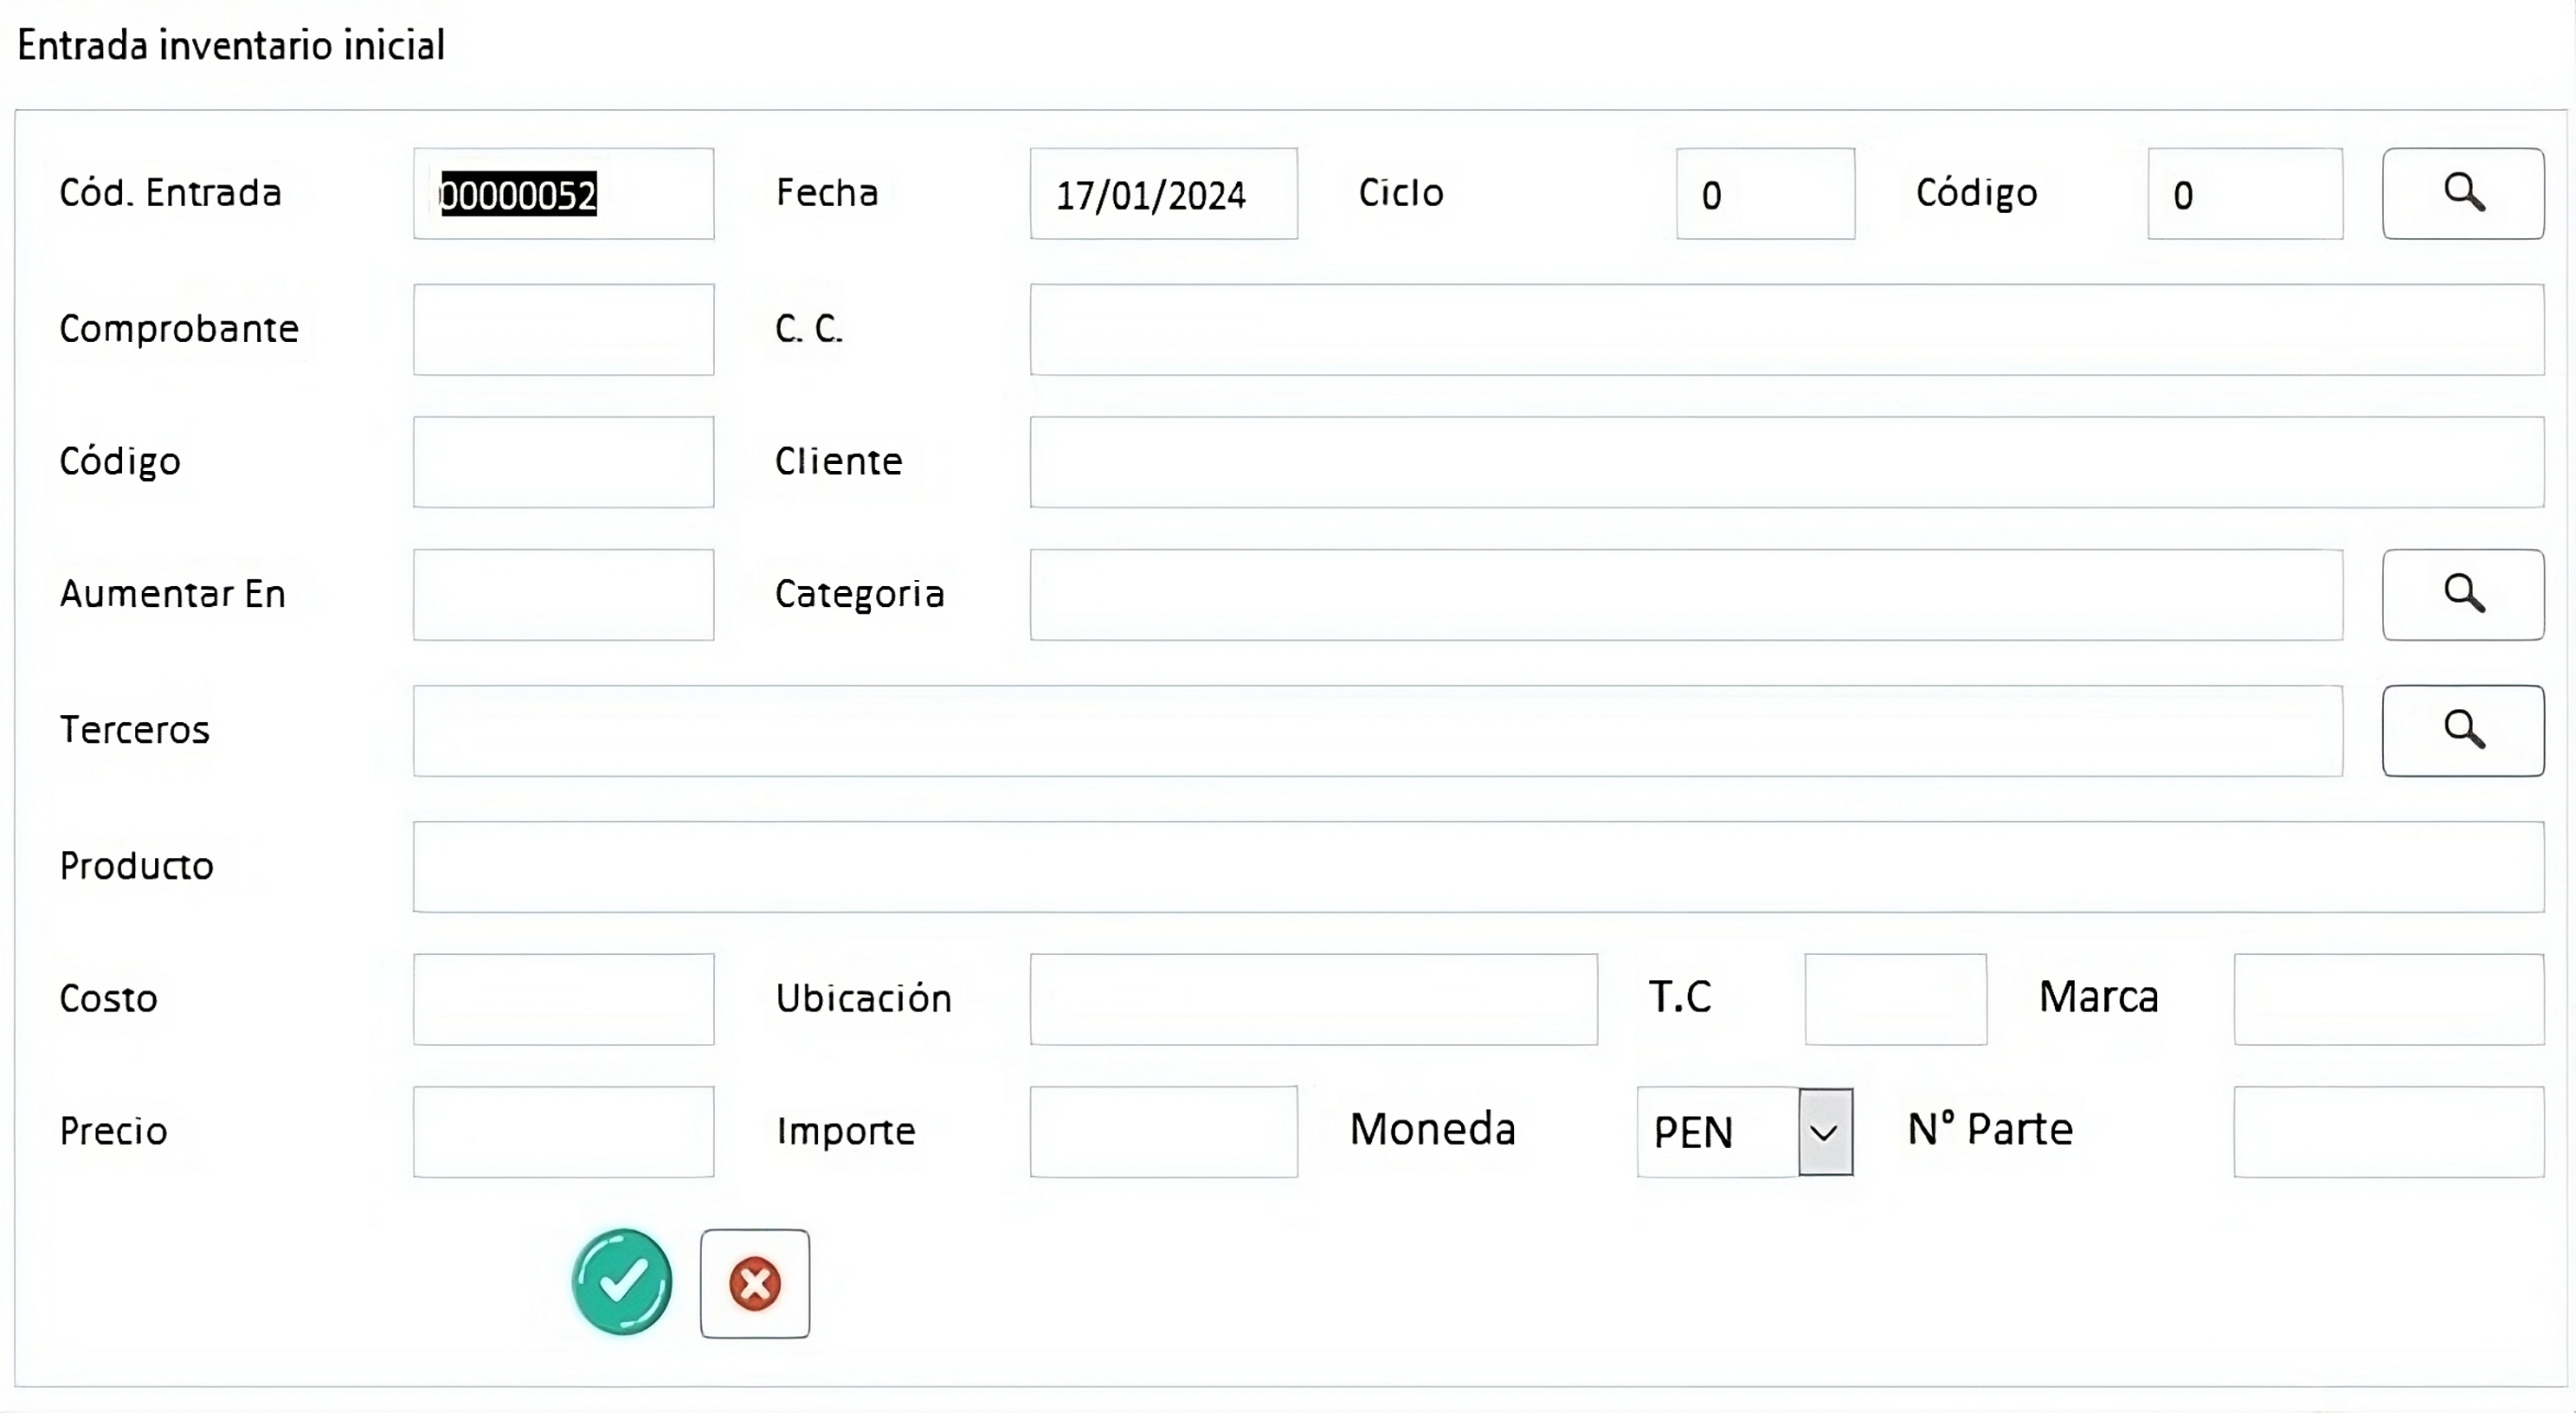 Entrada inventario inicial
Cód. Entrada 00000052 Fecha 17/01/2024 Ciclo 0 Código 0
Comprobante C. C.
Código Cliente
Aumentar En Categoria
Terceros
Producto
Costo Ubicación T.C Marca
Precio Importe Moneda PEN N° Parte